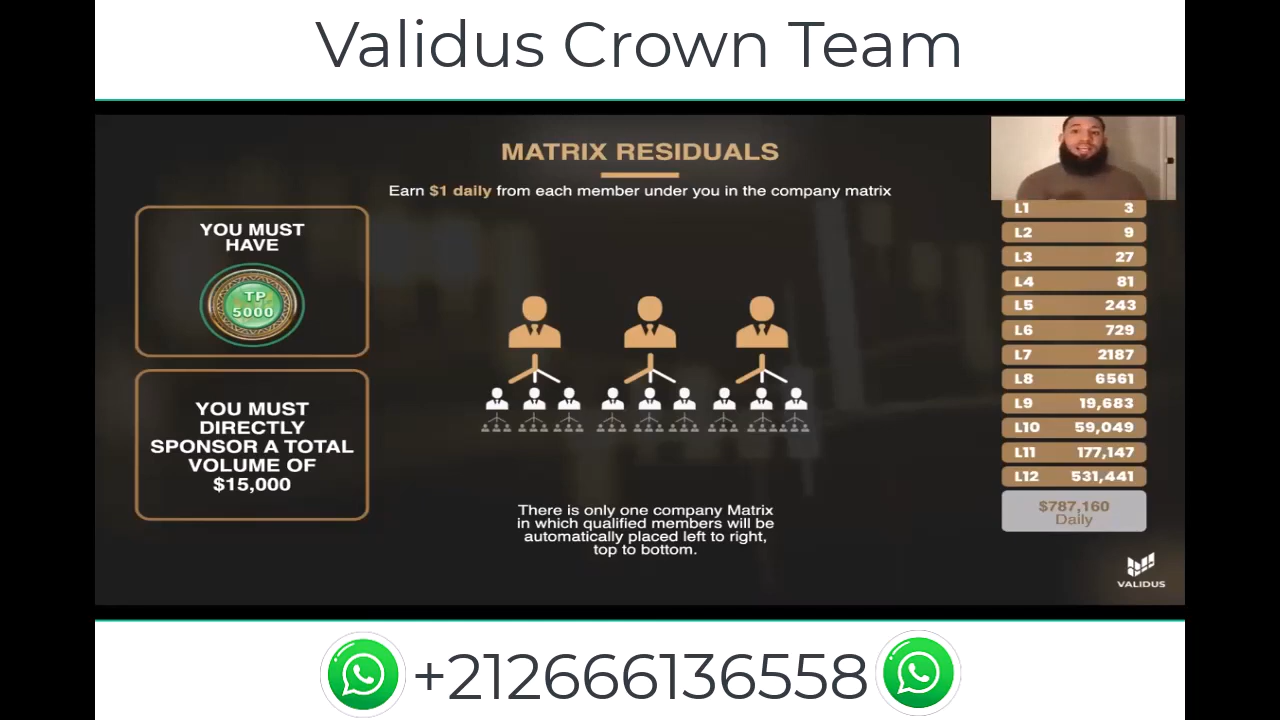 Validus Crown Team
MATRIX RESIDUALS
Earn $1 daily from each member under you in the company matrix
YOU MUST
HAVE
TP
5000
YOU MUST
DIRECTLY
SPONSOR A TOTAL
VOLUME OF
$15,000
There is only one company Matrix
in which qualified members will be
automatically placed left to right,
top to bottom.
L1 3
L2 9
L3 27
L4 81
L5 243
L6 729
L7 2187
L8 6561
L9 19,683
L10 59,049
L11 177,147
L12 531,441
$787,160
Daily
VALIDUS
+212666136558